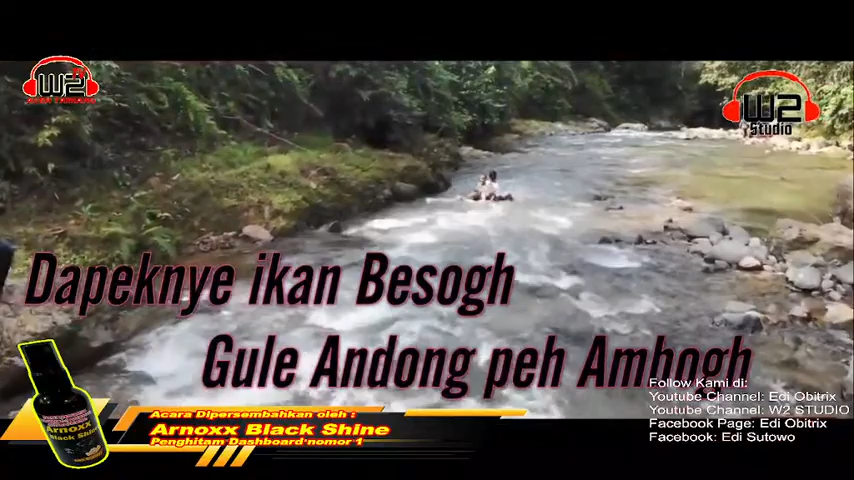 W2
W2
Studio
Dapeknye ikan Besogh
Gule Andong peh Ambogh
Follow Kami di:
Youtube Channel: Edi Obitrix
Youtube Channel: W2 STUDIO
Facebook Page: Edi Obitrix
Facebook: Edi Sutowo
Acara Dipersembahkan oleh :
Arnoxx Black Shine
Penghitam Dashboard nomor 1
ARNOXX
BLACK SHINE